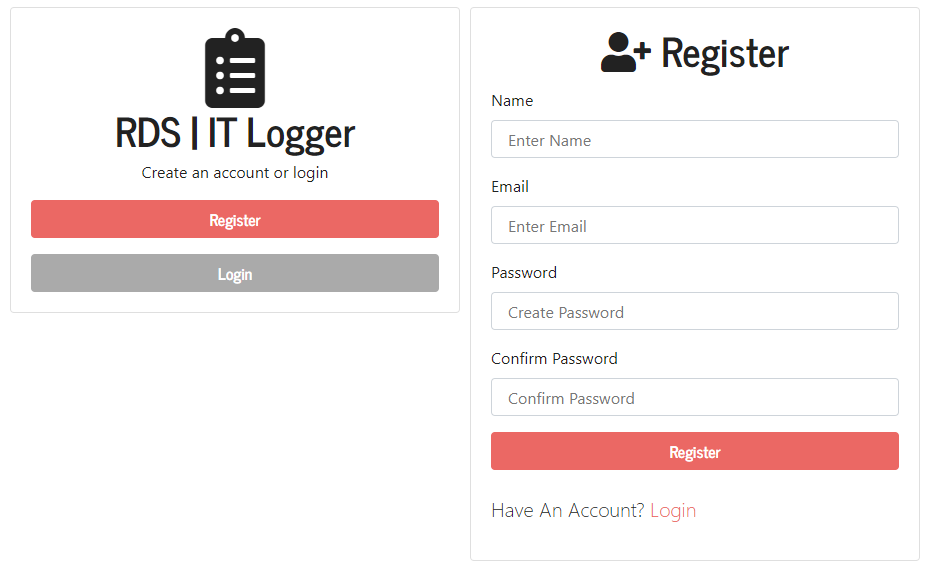 RDS | IT Logger
Create an account or login
Register
Login
Register
Name
Enter Name
Email
Enter Email
Password
Create Password
Confirm Password
Confirm Password
Register
Have An Account? Login